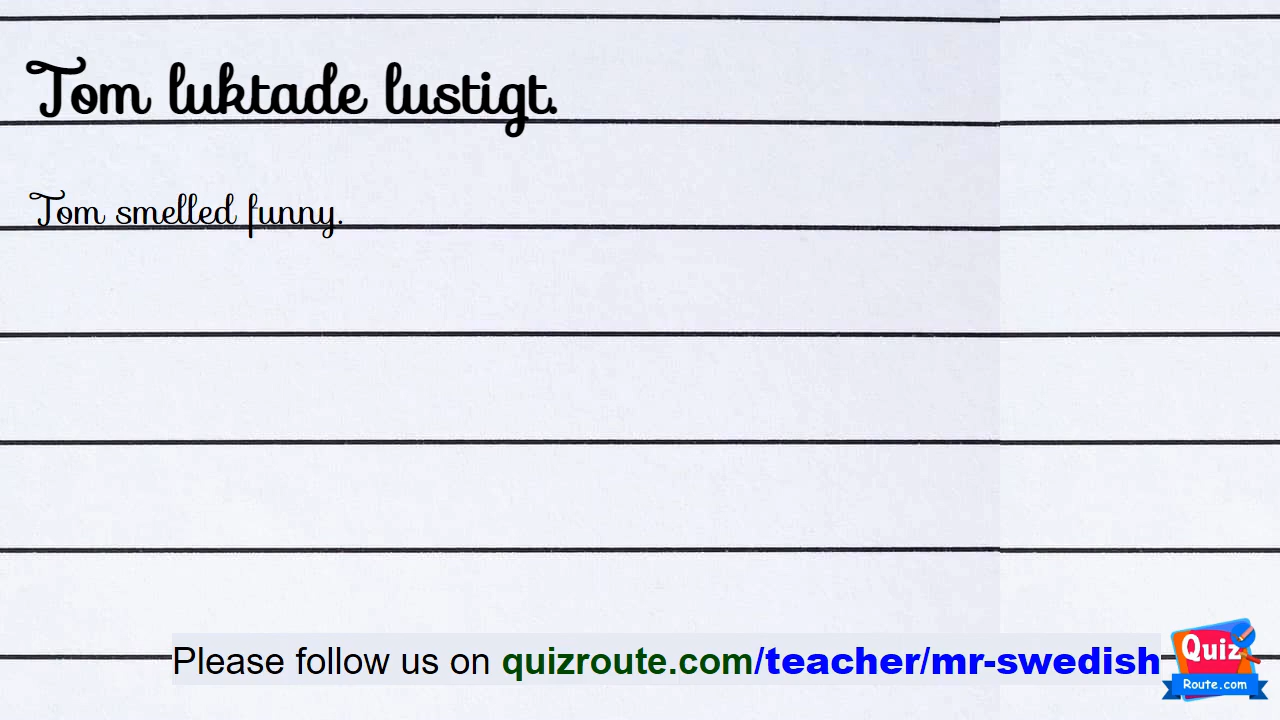 Tom luktade lustigt.
Tom smelled funny.
Please follow us on quizroute.com/teacher/mr-swedish
Quiz
Route.com